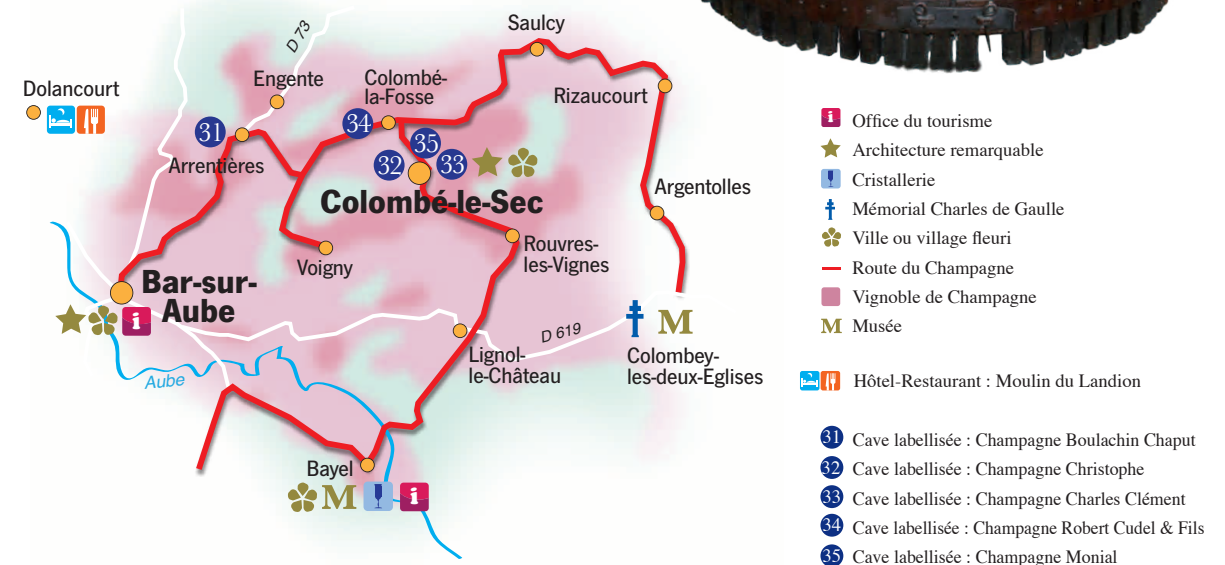 Saulcy
D 73
Engente
Colombé-
la-Fosse
Dolancourt
Rizaucourt
34
31
35
Arrentières
32
33
Argentolles
Colombé-le-Sec
Rouvres-
les-Vignes
Voigny
Bar-sur-
Aube
i
M
D 619
Lignol-
le-Château
Colombey-
les-deux-Eglises
Aube
Bayel
M
i
i Office du tourisme
Architecture remarquable
Cristallerie
Mémorial Charles de Gaulle
Ville ou village fleuri
Route du Champagne
Vignoble de Champagne
M Musée
Hôtel-Restaurant : Moulin du Landion
31 Cave labellisée : Champagne Boulachin Chaput
32 Cave labellisée : Champagne Christophe
33 Cave labellisée : Champagne Charles Clément
34 Cave labellisée : Champagne Robert Cudel & Fils
35 Cave labellisée : Champagne Monial